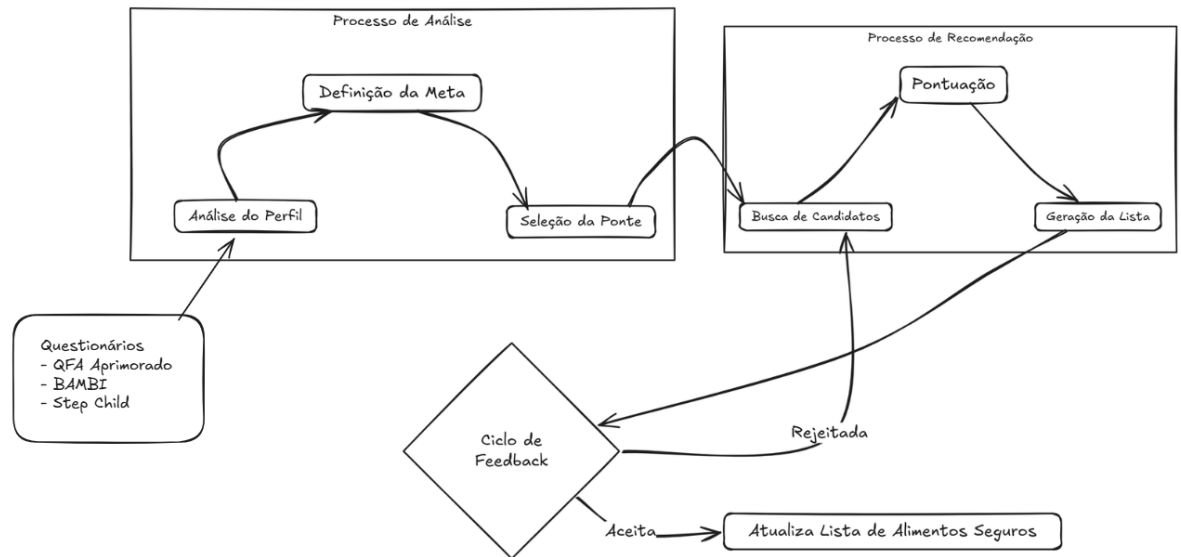 Processo de Análise
Definição da Meta
Análise do Perfil
Seleção da Ponte
Processo de Recomendação
Pontuação
Busca de Candidatos
Geração da Lista
Questionários
- QFA Aprimorado
- BAMBI
- Step Child
Ciclo de
Feedback
Rejeitada
Aceita
Atualiza Lista de Alimentos Seguros